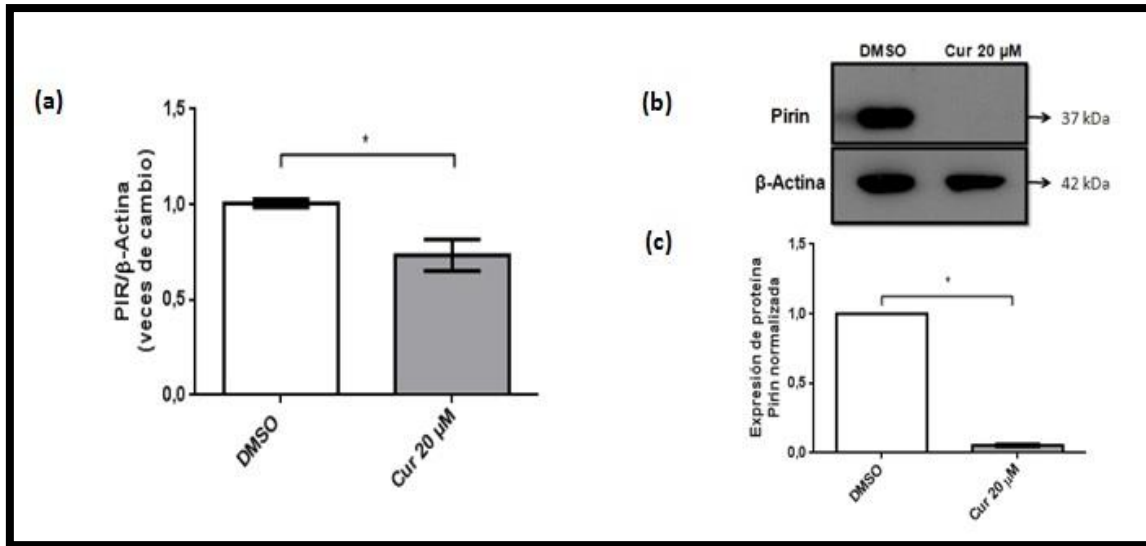 (a)
PIR/β-Actina
(veces de cambio)
1,5
1,0
0,5
0,0
*
DMSO
Cur 20 µM
(b)
DMSO
Cur 20 µM
Pirin
37 kDa
β-Actina
42 kDa
(c)
Expresión de proteína
Pirin normalizada
1,5
1,0
0,5
0,0
*
DMSO
Cur 20 µM